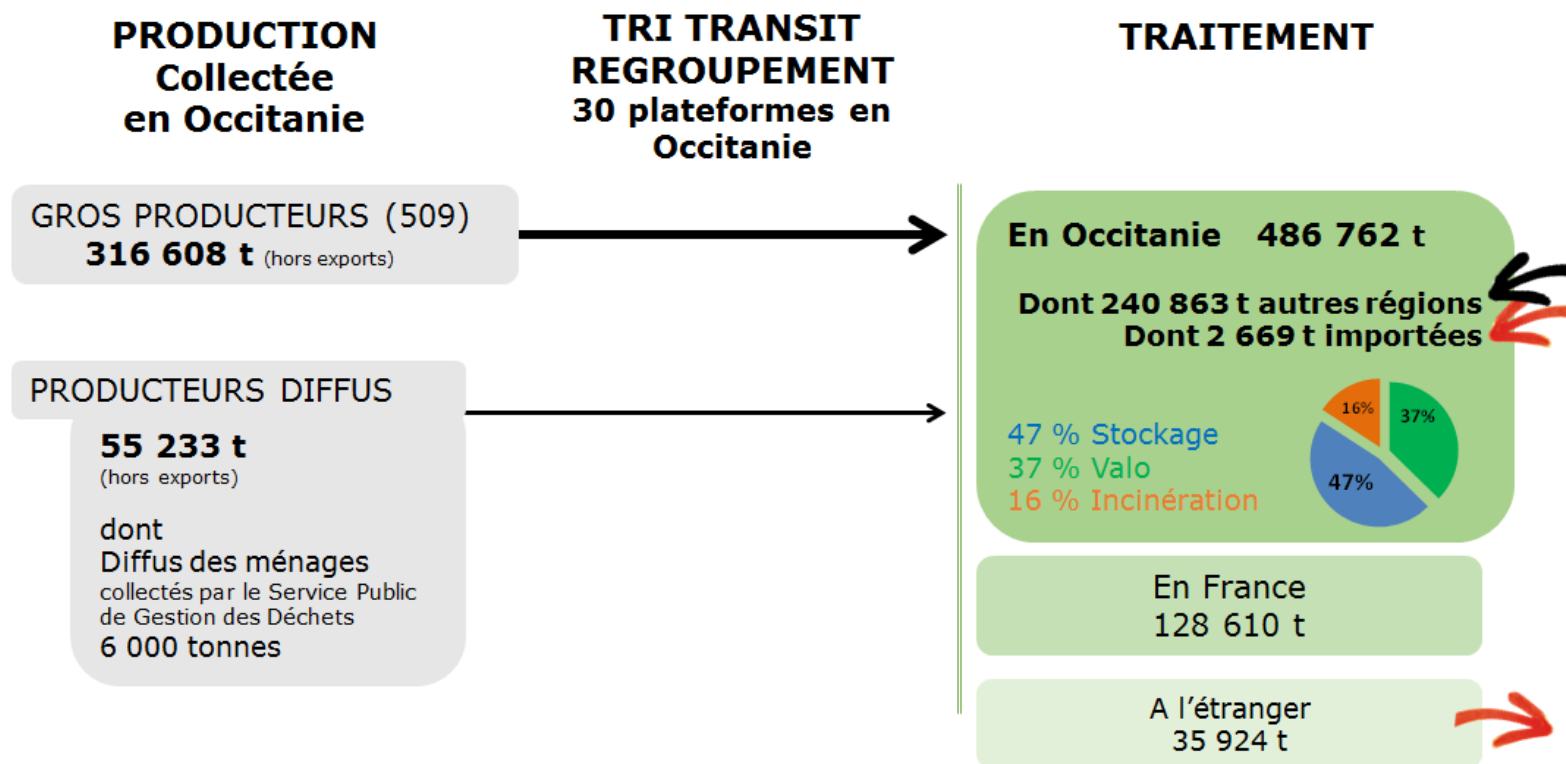 PRODUCTION
Collectée
en Occitanie
TRI TRANSIT
REGROUPEMENT
30 plateformes en
Occitanie
TRAITEMENT
GROS PRODUCTEURS (509)
316 608 t (hors exports)
PRODUCTEURS DIFFUS
55 233 t
(hors exports)
dont
Diffus des ménages
collectés par le Service Public
de Gestion des Déchets
6 000 tonnes
En Occitanie 486 762 t
Dont 240 863 t autres régions
Dont 2 669 t importées
47 % Stockage
37 % Valo
16 % Incinération
16%
37%
47%
En France
128 610 t
A l'étranger
35 924 t